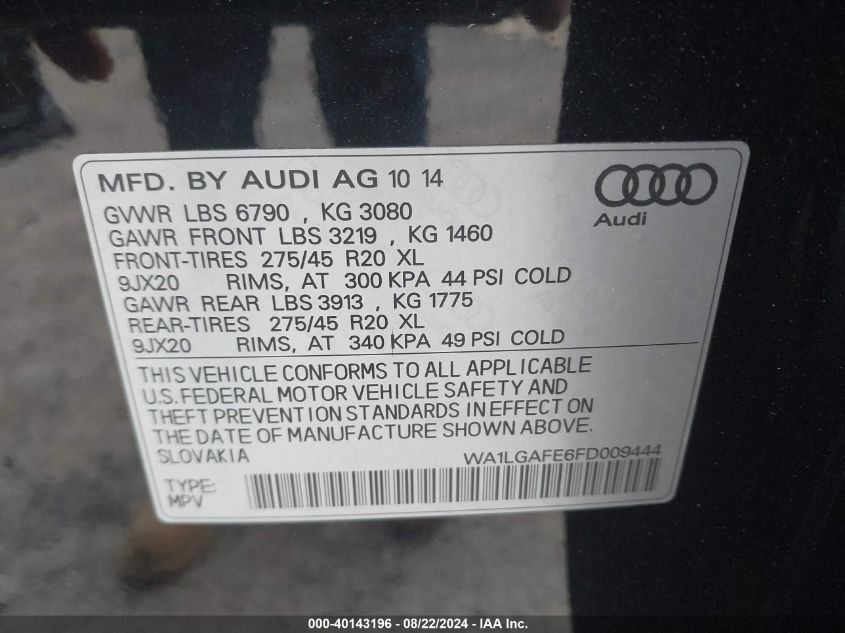 MFD. BY AUDI AG 10 14
Audi
GVWR LBS 6790 , KG 3080
GAWR FRONT LBS 3219 , KG 1460
FRONT-TIRES 275/45 R20 XL
9JX20 RIMS, AT 300 KPA 44 PSI COLD
GAWR REAR LBS 3913 , KG 1775
REAR-TIRES 275/45 R20 XL
9JX20 RIMS, AT 340 KPA 49 PSI COLD
THIS VEHICLE CONFORMS TO ALL APPLICABLE
U.S. FEDERAL MOTOR VEHICLE SAFETY AND
THEFT PREVENTION STANDARDS IN EFFECT ON
THE DATE OF MANUFACTURE SHOWN ABOVE.
SLOVAKIA WA1LGAFE6FD009444
TYPE:
MPV
000-40143196 - 08/22/2024 - IAA Inc.